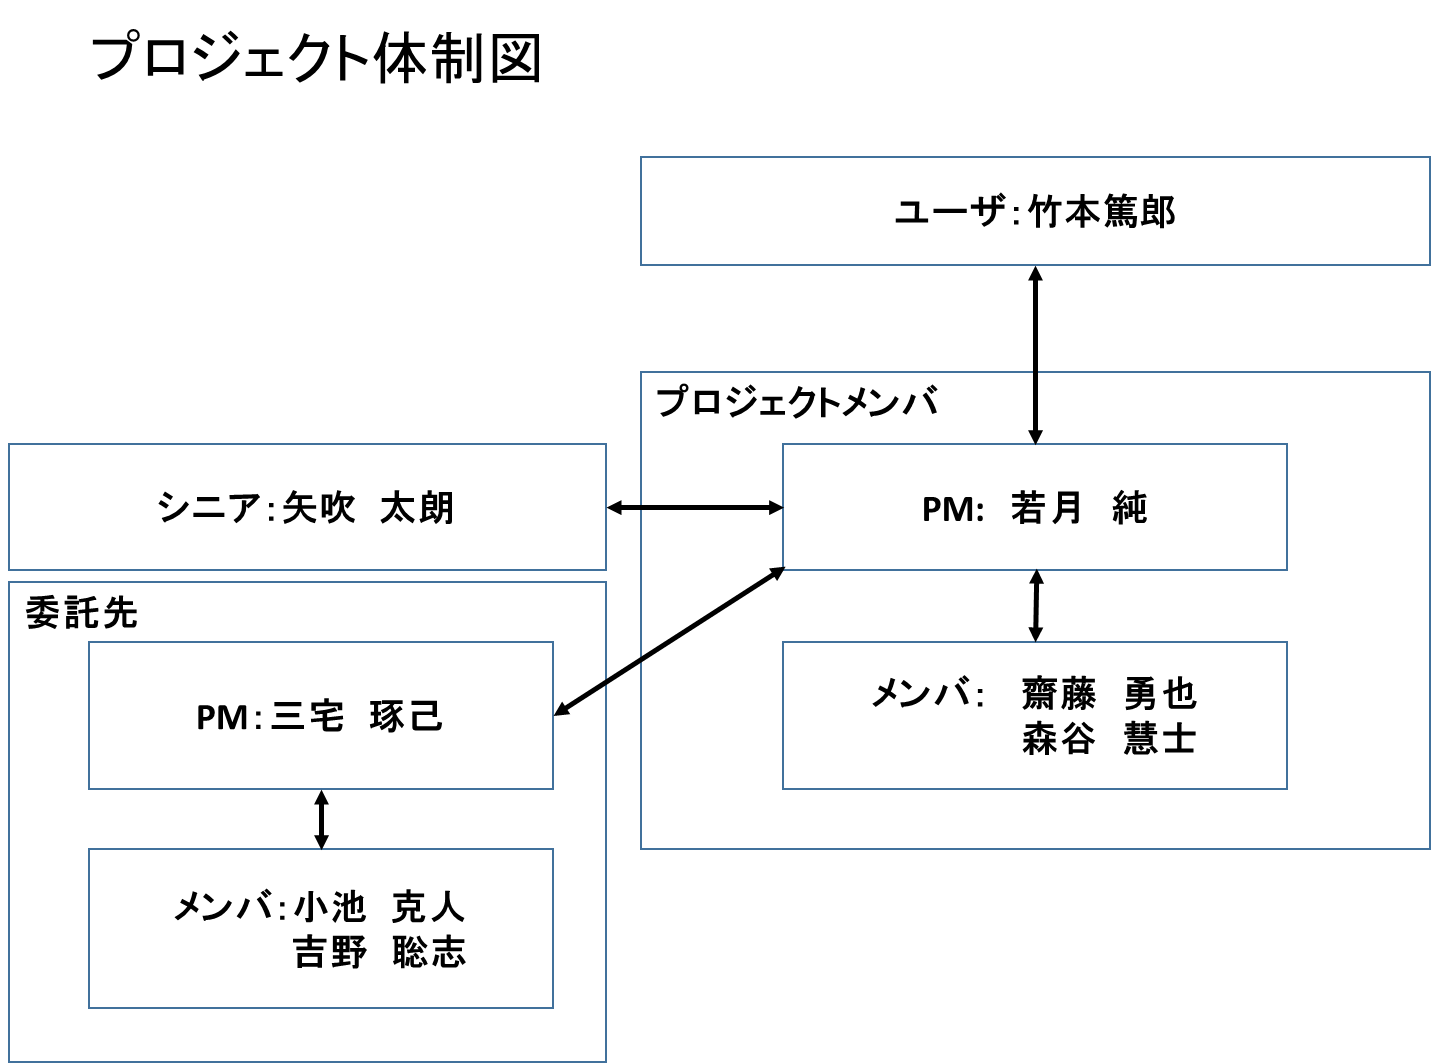 プロジェクト体制図
ユーザ：竹本篤郎
プロジェクトメンバ
シニア：矢吹　太朗
PM:　若月　純
委託先
PM：三宅　琢己
メンバ：　齋藤　勇也
森谷　慧士
メンバ：小池　克人
吉野　聡志